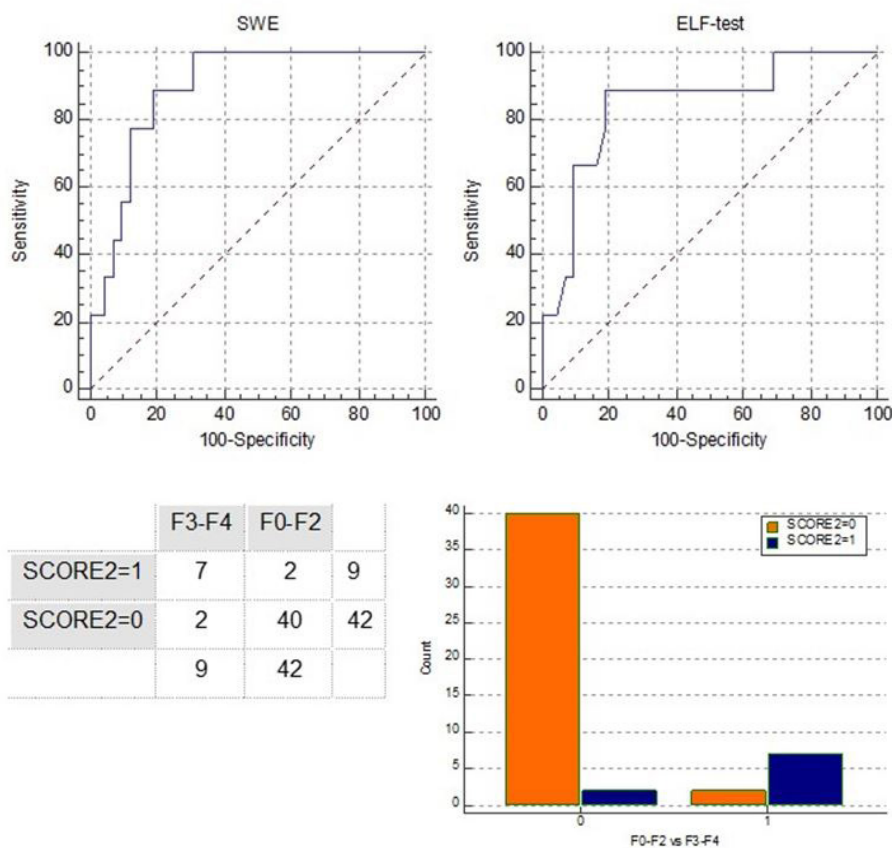 SWE
100
80
60
40
20
0
Sensitivity
0 20 40 60 80 100
100-Specificity
ELF-test
100
80
60
40
20
0
Sensitivity
0 20 40 60 80 100
100-Specificity
F3-F4 F0-F2
SCORE2=1 7 2 9
SCORE2=0 2 40 42
9 42
40
35
30
25
20
15
10
5
0
Count
SCORE2=0
SCORE2=1
0 1
F0-F2 vs F3-F4